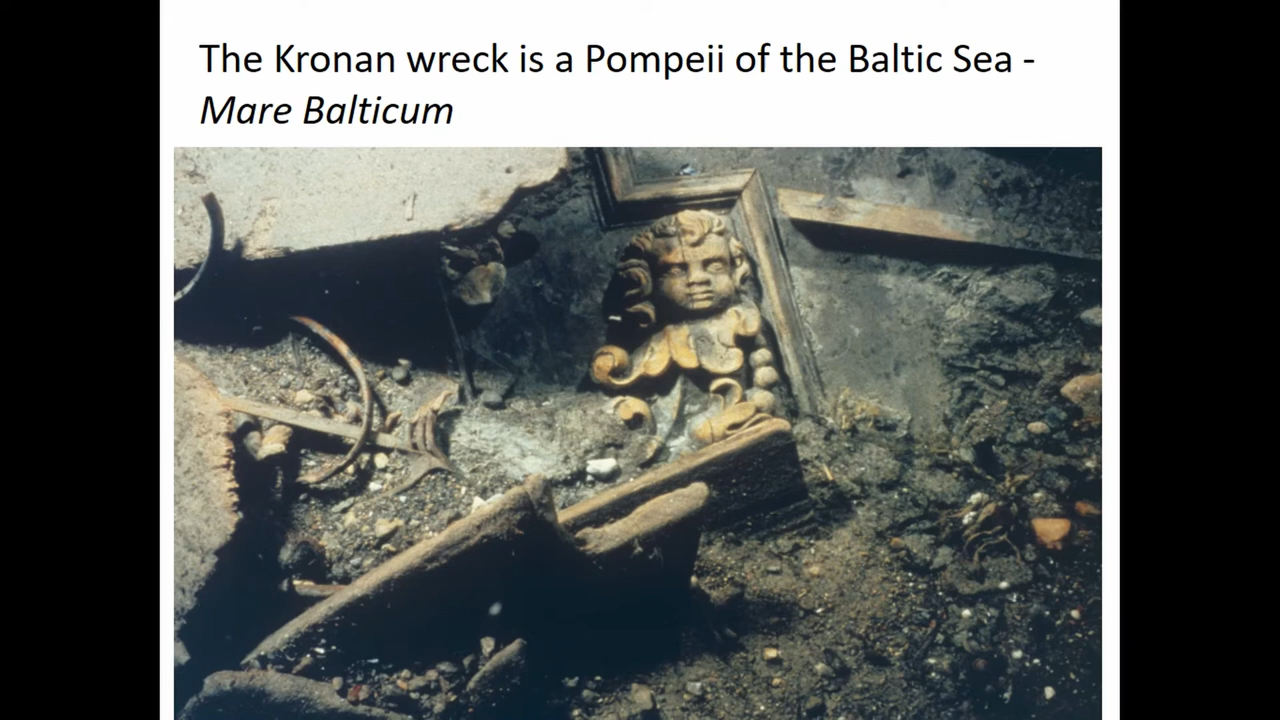 The Kronan wreck is a Pompeii of the Baltic Sea -
Mare Balticum